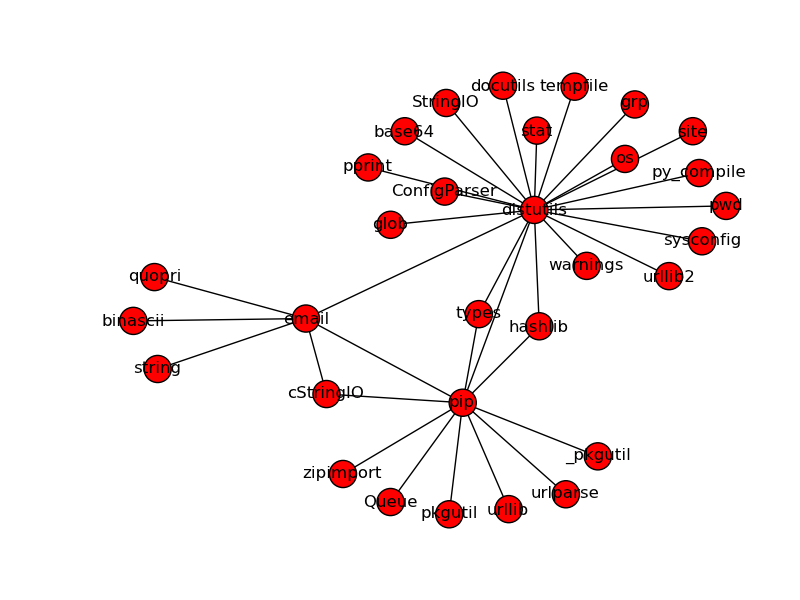 docutils
tempfile
StringIO
grp
base64
stat
site
os
pprint
py_compile
ConfigParser
distutils
pwd
glob
sysconfig
warnings
quopri
urllib2
types
email
binascii
hashlib
string
cStringIO
pip
_pkgutil
zipimport
urlparse
Queue
urllib
pkgutil